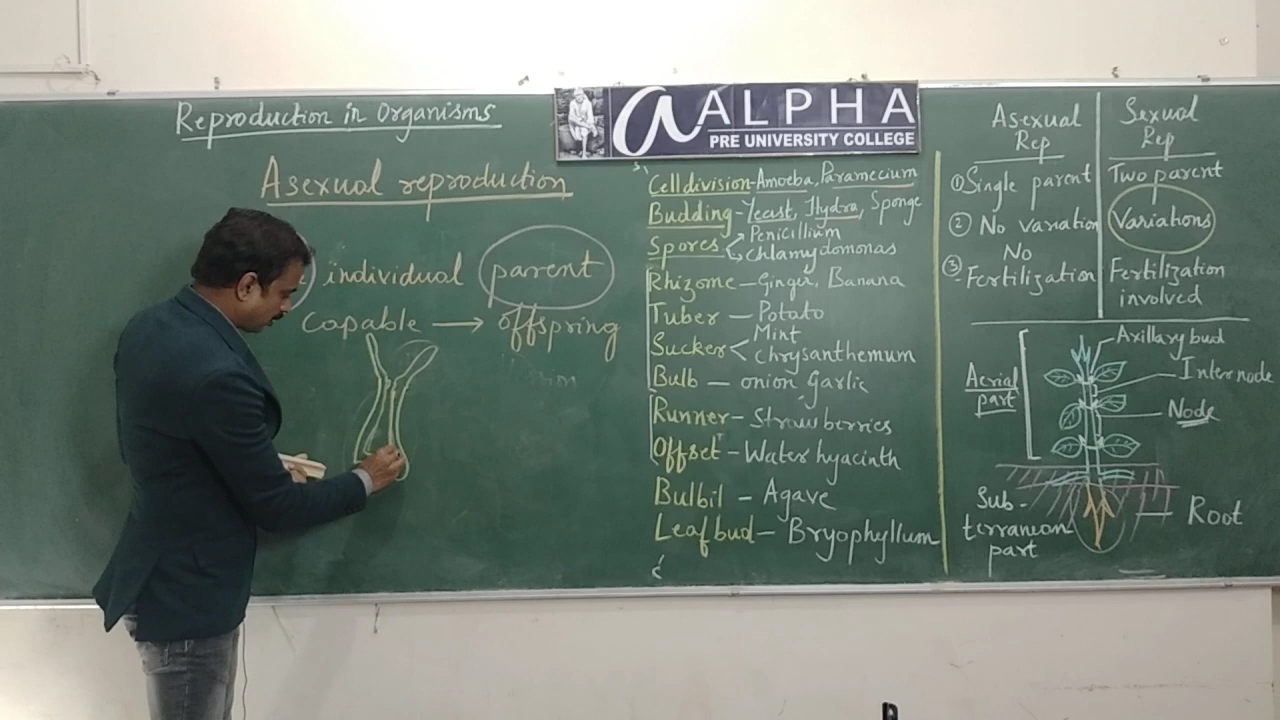 Reproduction in Organisms
Asexual reproduction
individual parent
capable → offspring
ALPHA
PRE UNIVERSITY COLLEGE
Cell division - Amoeba, Paramecium
Budding - Yeast, Hydra, Sponge
Spores Penicillium
Chlamydomonas
Rhizome - Ginger, Banana
Tuber - Potato
Sucker < Mint
Chrysanthemum
Bulb - onion Garlic
Runner - Strawberries
Offset - Water hyacinth
Bulbil - Agave
Leaf bud - Bryophyllum
Asexual Rep
Sexual Rep
① Single parent
Two parent
② No variation
Variations
③ No Fertilization
Fertilization involved
Aerial part
Axillary bud
Internode
Node
Sub-
terranean
part
Root